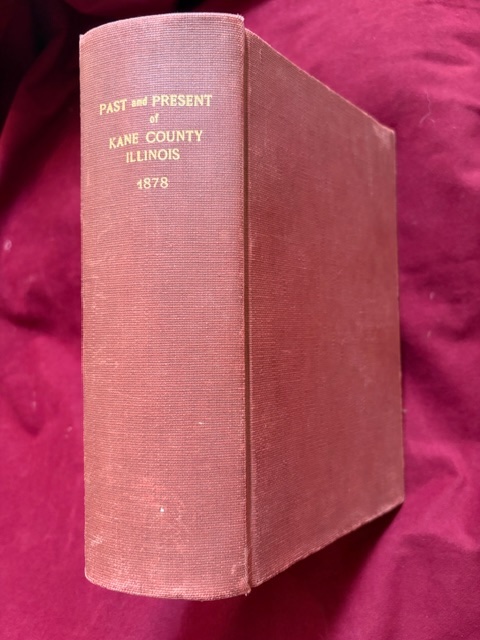 PAST and PRESENT
of
KANE COUNTY
ILLINOIS
1878